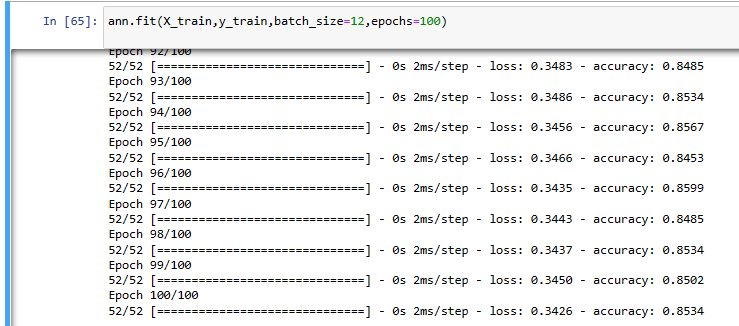 In [65]: ann.fit(X_train,y_train,batch_size=12,epochs=100)
Epoch 92/100
52/52 [==============================] - 0s 2ms/step - loss: 0.3483 - accuracy: 0.8485
Epoch 93/100
52/52 [==============================] - 0s 2ms/step - loss: 0.3486 - accuracy: 0.8534
Epoch 94/100
52/52 [==============================] - 0s 2ms/step - loss: 0.3456 - accuracy: 0.8567
Epoch 95/100
52/52 [==============================] - 0s 2ms/step - loss: 0.3466 - accuracy: 0.8453
Epoch 96/100
52/52 [==============================] - 0s 2ms/step - loss: 0.3435 - accuracy: 0.8599
Epoch 97/100
52/52 [==============================] - 0s 2ms/step - loss: 0.3443 - accuracy: 0.8485
Epoch 98/100
52/52 [==============================] - 0s 2ms/step - loss: 0.3437 - accuracy: 0.8534
Epoch 99/100
52/52 [==============================] - 0s 2ms/step - loss: 0.3450 - accuracy: 0.8502
Epoch 100/100
52/52 [==============================] - 0s 2ms/step - loss: 0.3426 - accuracy: 0.8534